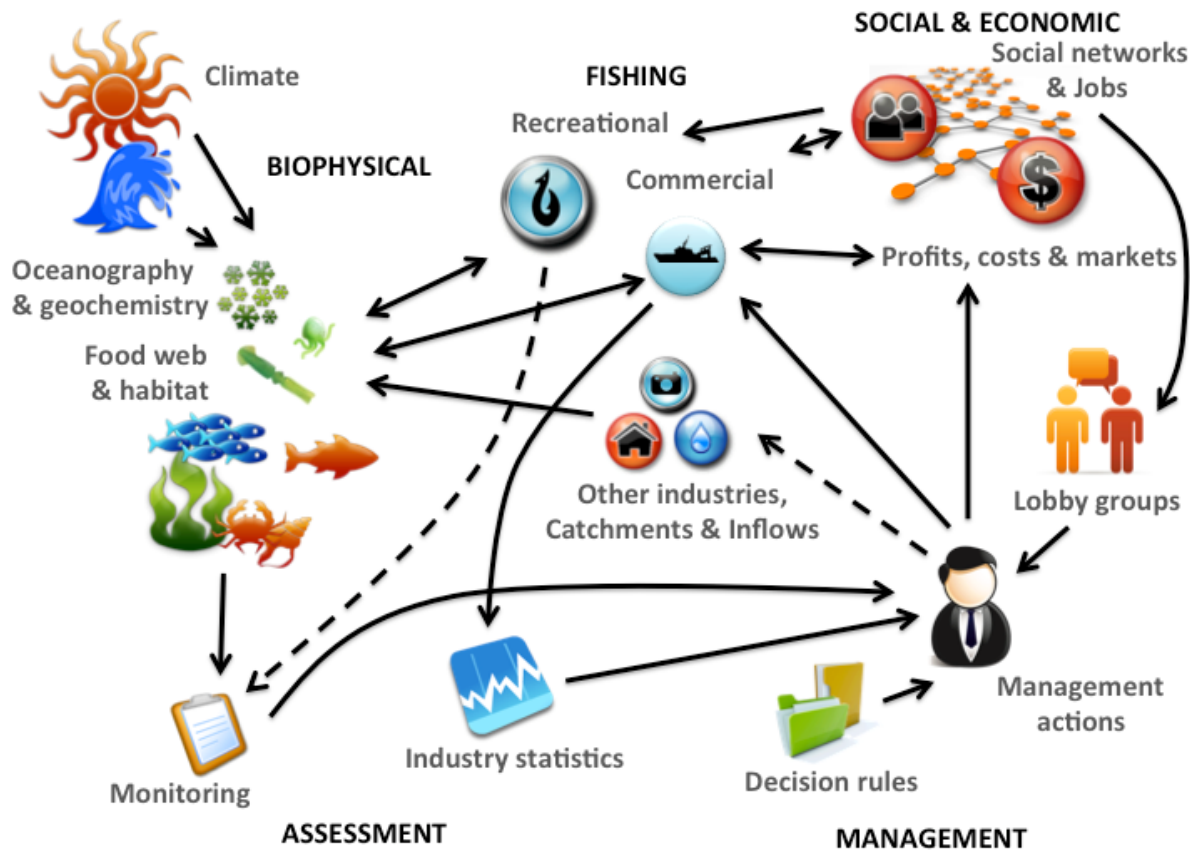 SOCIAL & ECONOMIC
Social networks
& Jobs
Climate
FISHING
Recreational
BIOPHYSICAL
Commercial
$
Oceanography
& geochemistry
Profits, costs & markets
Food web
& habitat
Other industries,
Catchments & Inflows
Lobby groups
Management
actions
Industry statistics
Decision rules
Monitoring
ASSESSMENT
MANAGEMENT